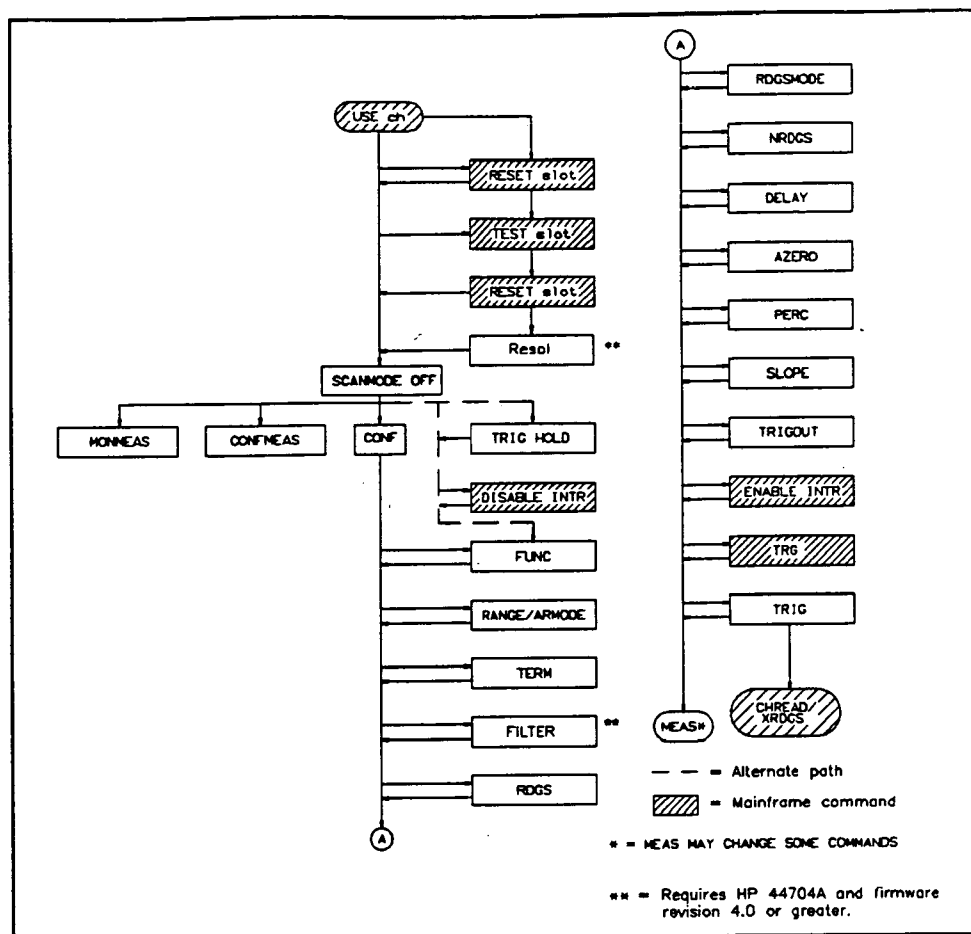 USE ch
RESET slot
TEST slot
RESET slot
Resol **
SCANMODE OFF
MONMEAS
CONFMEAS
CONF
TRIG HOLD
DISABLE INTR
FUNC
RANGE/ARMODE
TERM
FILTER **
RDGS
A
A
RDGSMODE
NRDGS
DELAY
AZERO
PERC
SLOPE
TRIGOUT
ENABLE INTR
TRG
TRIG
CHREAD/
XRDGS
MEAS*
= Alternate path
= Mainframe command
* = MEAS MAY CHANGE SOME COMMANDS
** = Requires HP 44704A and firmware
revision 4.0 or greater.